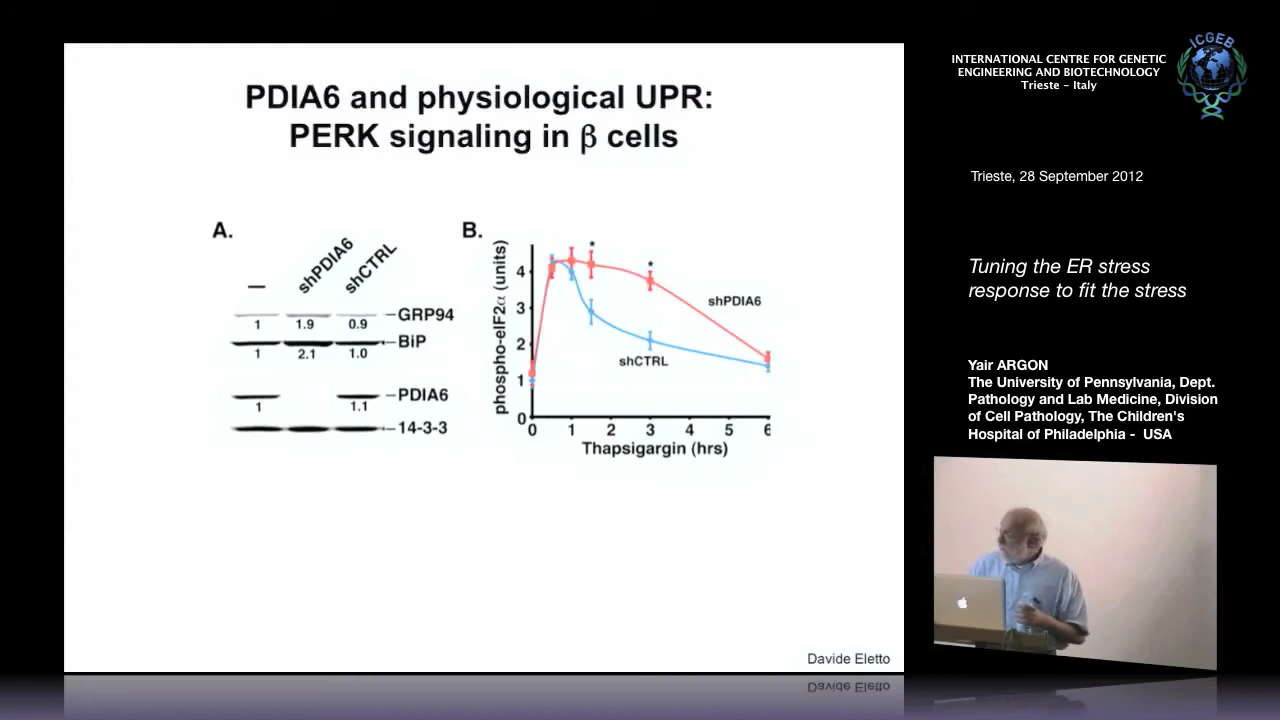 PDIA6 and physiological UPR:
PERK signaling in β cells
A.
–
shPDIA6
shCTRL
GRP94
1 1.9 0.9
BiP
1 2.1 1.0
PDIA6
1 1.1
14-3-3
B.
phospho-eIF2α (units)
4
3
2
1
0
* *
shPDIA6
shCTRL
0 1 2 3 4 5 6
Thapsigargin (hrs)
Davide Eletto
Davide Eletto
INTERNATIONAL CENTRE FOR GENETIC
ENGINEERING AND BIOTECHNOLOGY
Trieste - Italy
ICGEB
Trieste, 28 September 2012
Tuning the ER stress
response to fit the stress
Yair ARGON
The University of Pennsylvania, Dept.
Pathology and Lab Medicine, Division
of Cell Pathology, The Children's
Hospital of Philadelphia - USA